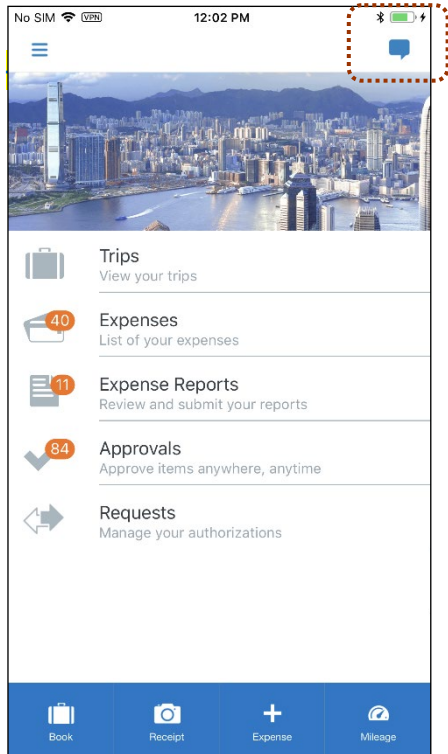 No SIM VPN 12:02 PM
Trips
View your trips
40
Expenses
List of your expenses
11
Expense Reports
Review and submit your reports
84
Approvals
Approve items anywhere, anytime
Requests
Manage your authorizations
Book Receipt Expense Mileage